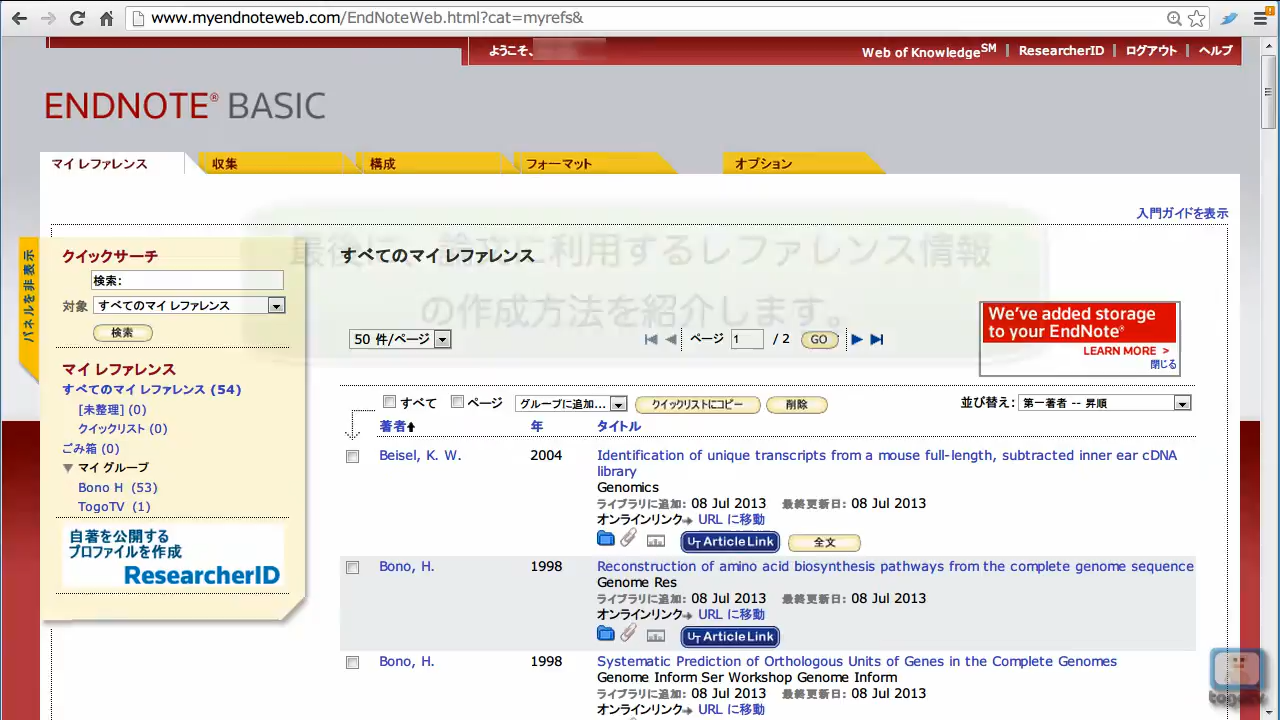 www.myendnoteweb.com/EndNoteWeb.html?cat=myrefs&
ようこそ、
Web of Knowledge℠ | ResearcherID | ログアウト | ヘルプ
ENDNOTE® BASIC
マイ レファレンス 収集 構成 フォーマット オプション
入門ガイドを表示
パネルを非表示
クイックサーチ
検索:
対象 すべてのマイ レファレンス
検索
マイ レファレンス
すべてのマイ レファレンス (54)
[未整理] (0)
クイックリスト (0)
ごみ箱 (0)
▼ マイ グループ
Bono H (53)
TogoTV (1)
自著を公開する
プロファイルを作成
ResearcherID
すべてのマイ レファレンス
に利用するレファレンス情報
の作成方法を紹介します。
50 件/ページ
ページ 1 / 2 GO
We've added storage
to your EndNote®
LEARN MORE >
閉じる
すべて ページ グループに追加... クイックリストにコピー 削除
並び替え: 第一著者 -- 昇順
著者 年 タイトル
Beisel, K. W. 2004 Identification of unique transcripts from a mouse full-length, subtracted inner ear cDNA
library
Genomics
ライブラリに追加: 08 Jul 2013 最終更新日: 08 Jul 2013
オンラインリンク→ URL に移動
UT ArticleLink 全文
Bono, H. 1998 Reconstruction of amino acid biosynthesis pathways from the complete genome sequence
Genome Res
ライブラリに追加: 08 Jul 2013 最終更新日: 08 Jul 2013
オンラインリンク→ URL に移動
UT ArticleLink
Bono, H. 1998 Systematic Prediction of Orthologous Units of Genes in the Complete Genomes
Genome Inform Ser Workshop Genome Inform
ライブラリに追加: 08 Jul 2013 最終更新日: 08 Jul 2013
オンラインリンク→ URL に移動